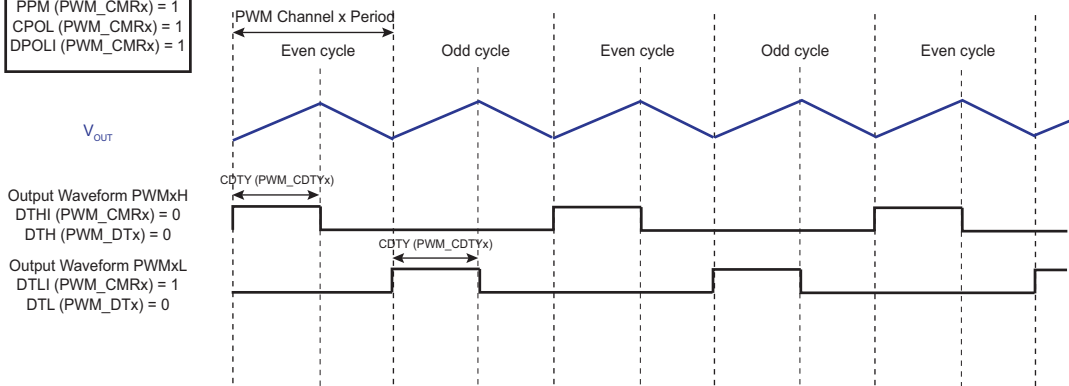 PPM (PWM_CMRx) = 1
CPOL (PWM_CMRx) = 1
DPOLI (PWM_CMRx) = 1
PWM Channel x Period
Even cycle
Odd cycle
Even cycle
Odd cycle
Even cycle
VOUT
CDTY (PWM_CDTYx)
Output Waveform PWMxH
DTHI (PWM_CMRx) = 0
DTH (PWM_DTx) = 0
CDTY (PWM_CDTYx)
Output Waveform PWMxL
DTLI (PWM_CMRx) = 1
DTL (PWM_DTx) = 0